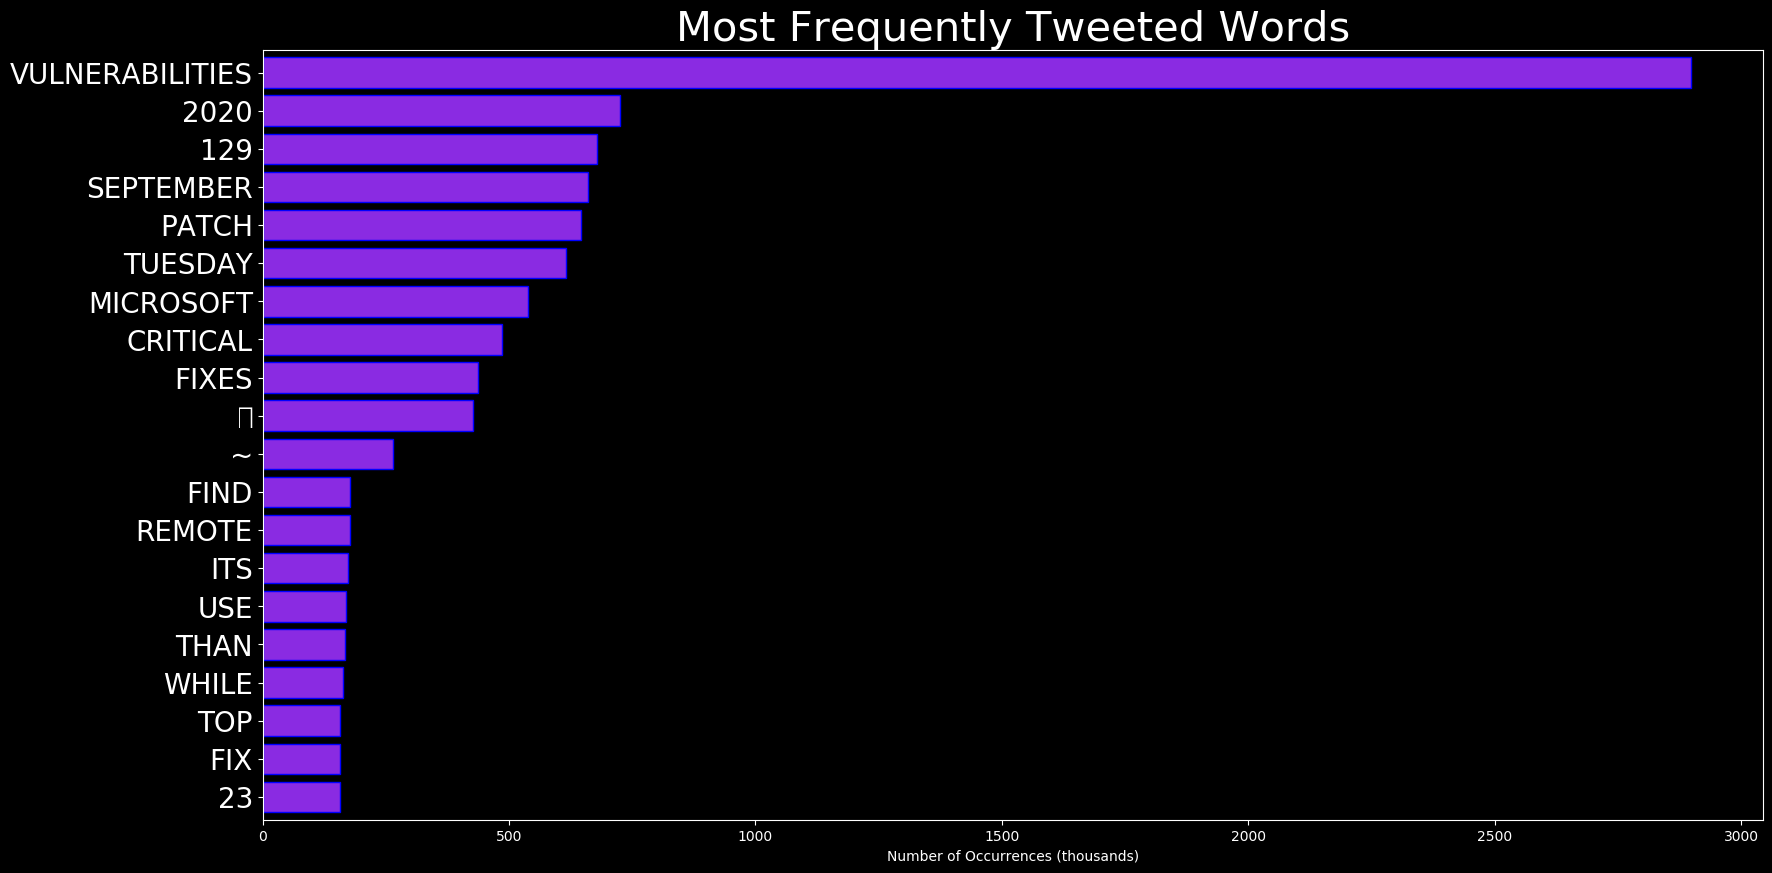 Most Frequently Tweeted Words
VULNERABILITIES
2020
129
SEPTEMBER
PATCH
TUESDAY
MICROSOFT
CRITICAL
FIXES
~
FIND
REMOTE
ITS
USE
THAN
WHILE
TOP
FIX
23
0 500 1000 1500 2000 2500 3000
Number of Occurrences (thousands)